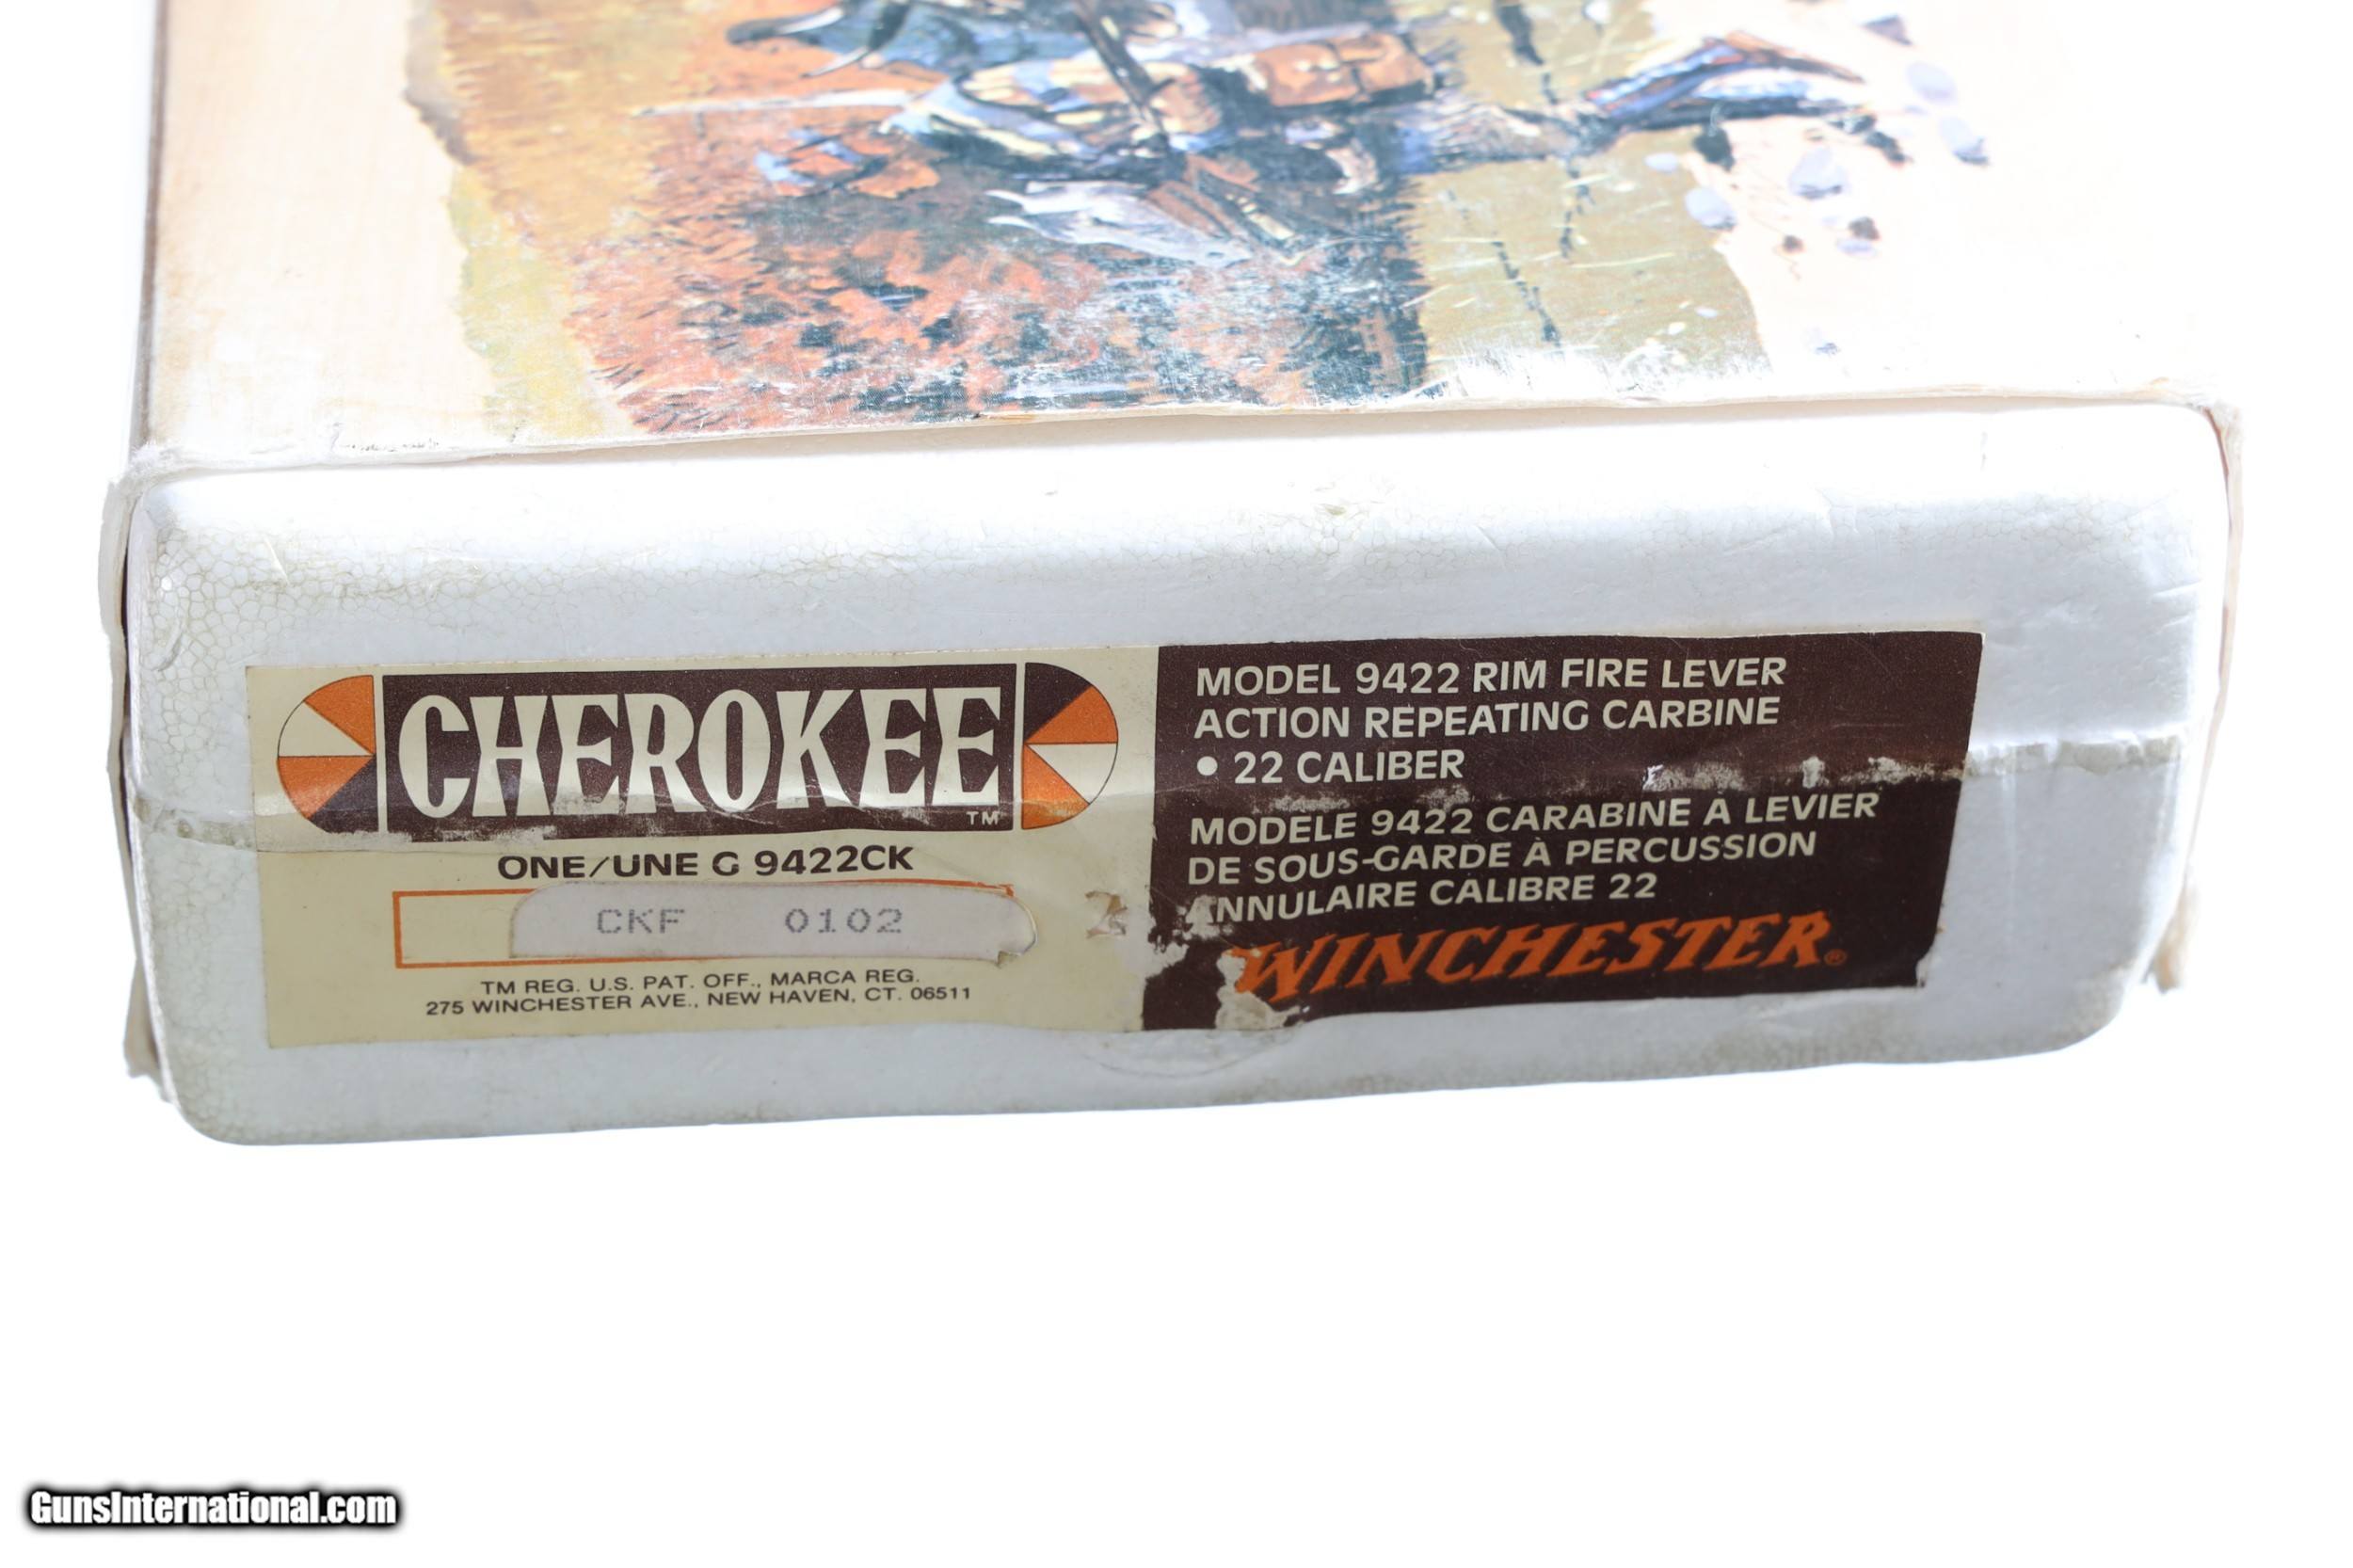 CHEROKEE
TM
ONE/UNE G 9422CK
CKF 0102
TM REG. U.S. PAT. OFF., MARCA REG.
275 WINCHESTER AVE., NEW HAVEN, CT. 06511
MODEL 9422 RIM FIRE LEVER
ACTION REPEATING CARBINE
• 22 CALIBER
MODELE 9422 CARABINE A LEVIER
DE SOUS-GARDE À PERCUSSION
ANNULAIRE CALIBRE 22
WINCHESTER®
GunsInternational.com